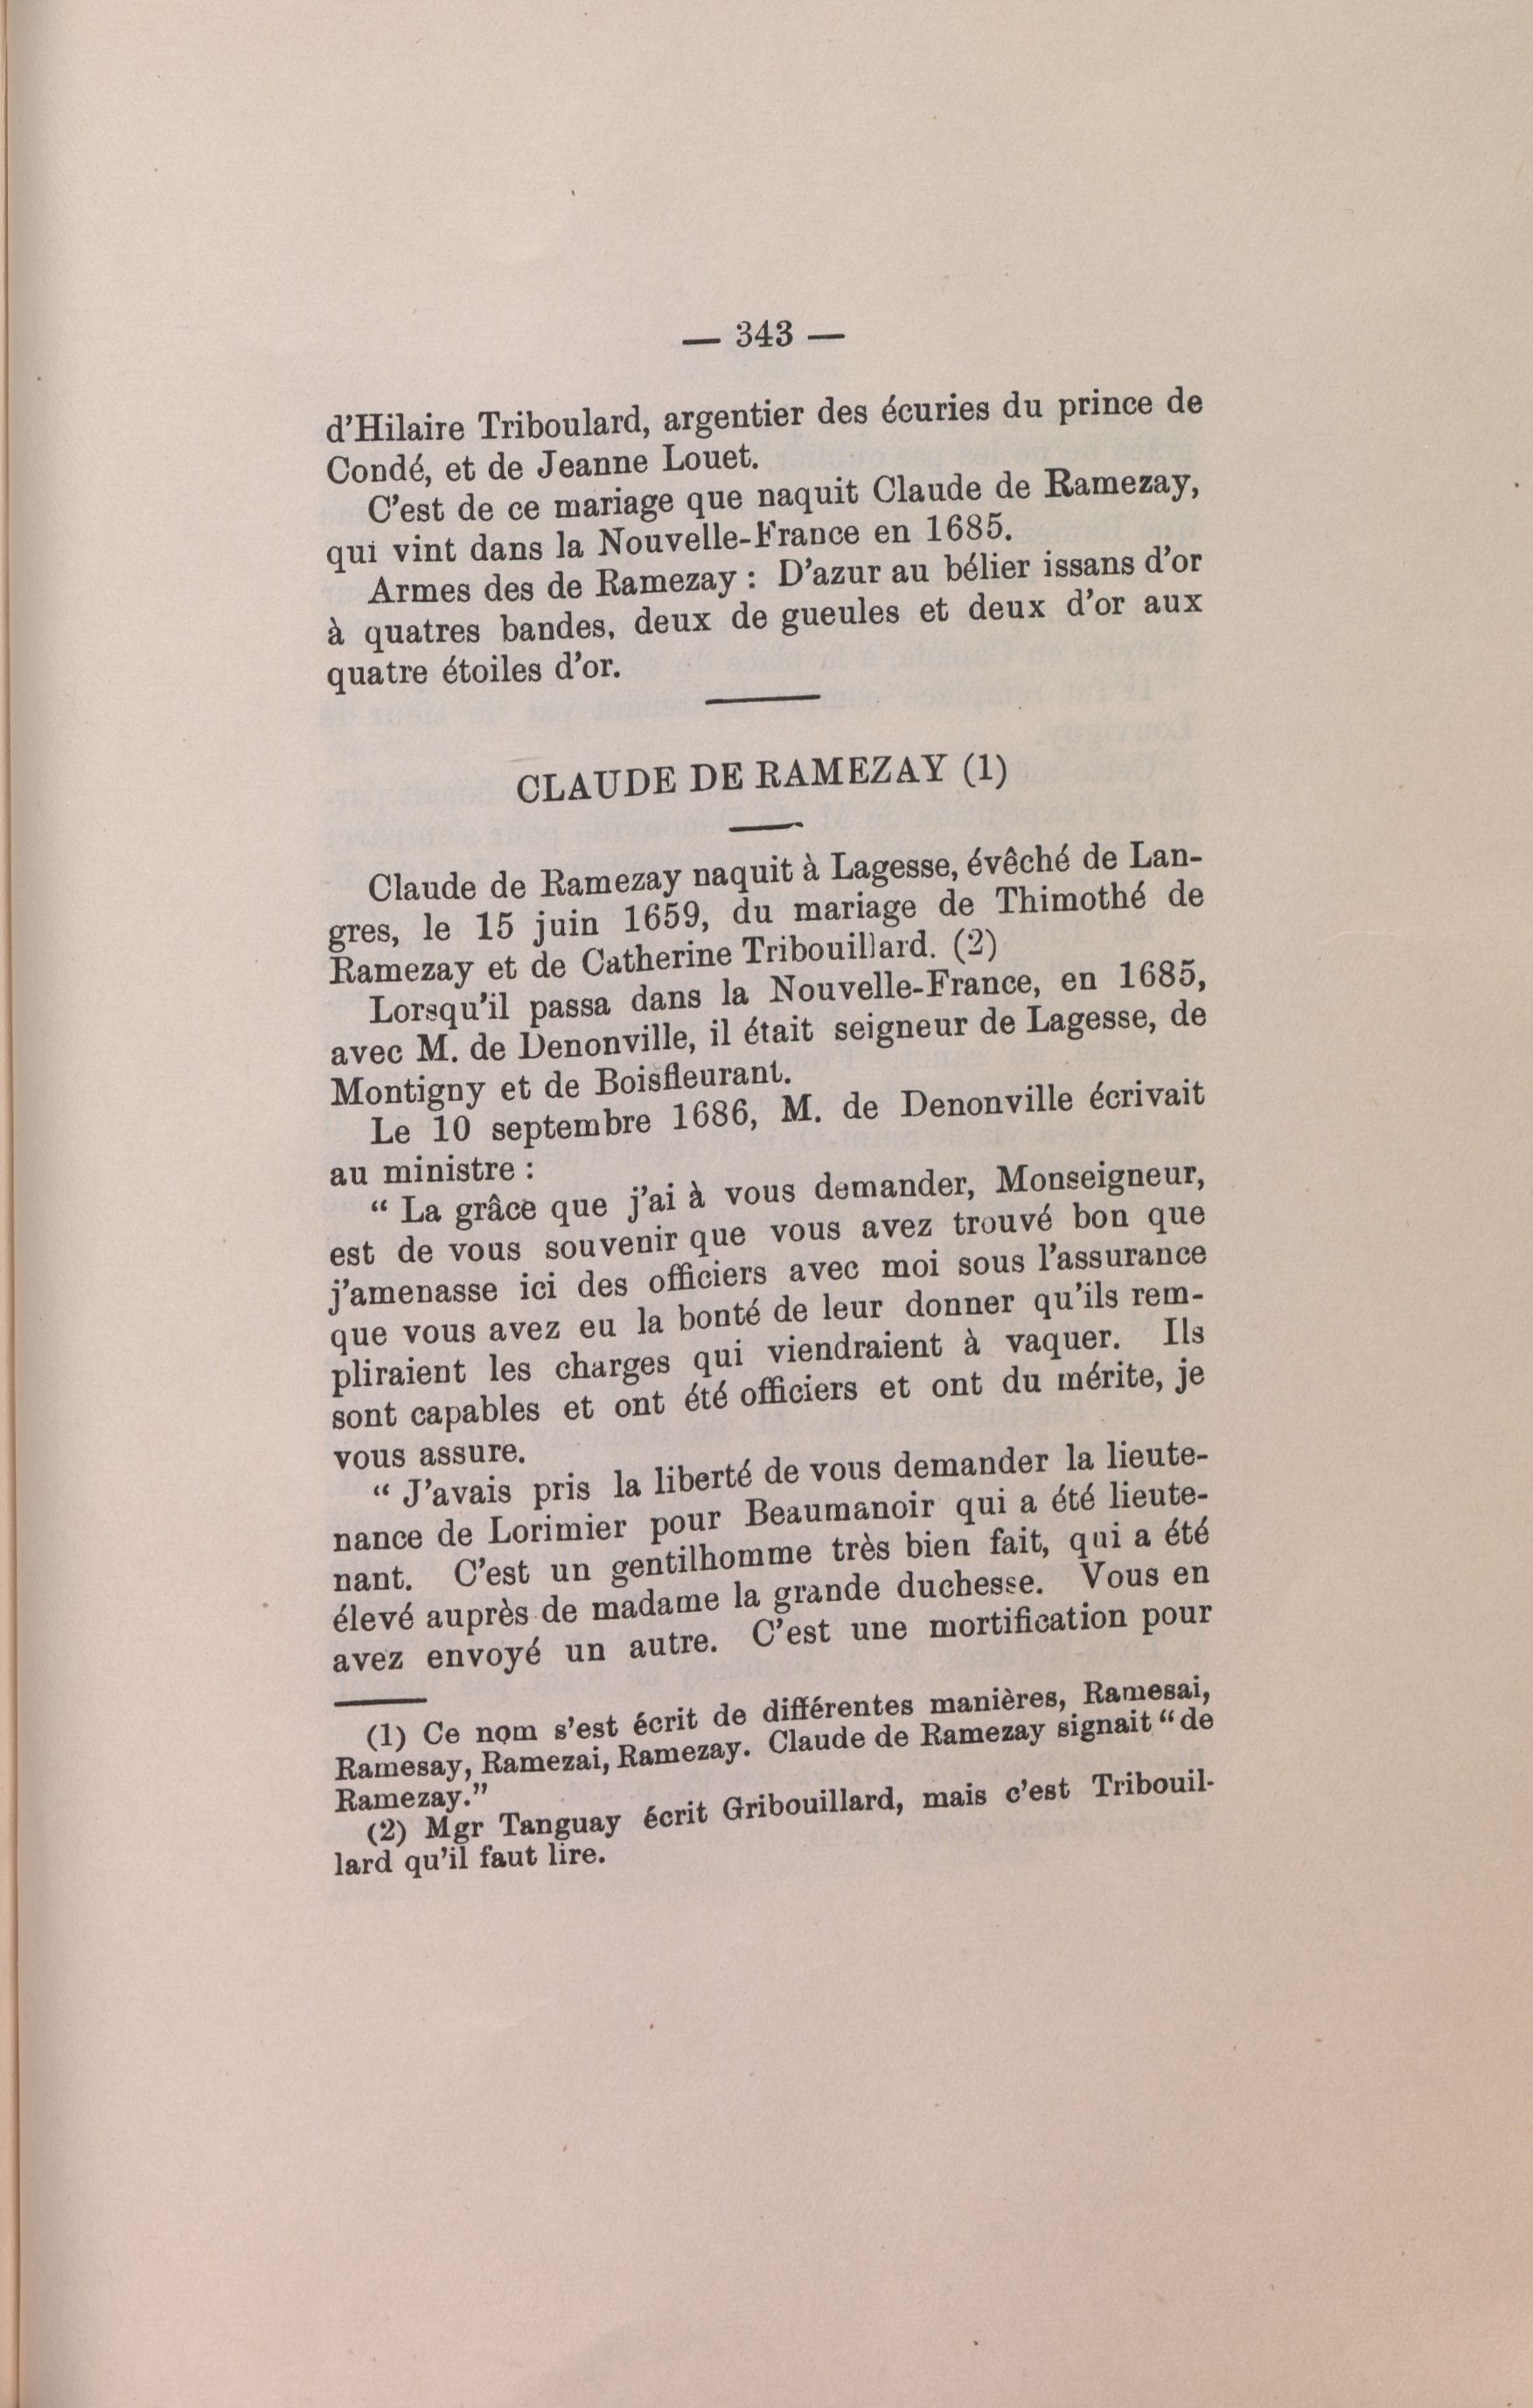 — 343 —
d'Hilaire Triboulard, argentier des écuries du prince de
Condé, et de Jeanne Louet.
C'est de ce mariage que naquit Claude de Ramezay,
qui vint dans la Nouvelle-France en 1685.
Armes des de Ramezay : D'azur au bélier issans d'or
à quatres bandes, deux de gueules et deux d'or aux
quatre étoiles d'or.
CLAUDE DE RAMEZAY (1)
Claude de Ramezay naquit à Lagesse, évêché de Lan-
gres, le 15 juin 1659, du mariage de Thimothé de
Ramezay et de Catherine Tribouillard. (2)
Lorsqu'il passa dans la Nouvelle-France, en 1685,
avec M. de Denonville, il était seigneur de Lagesse, de
Montigny et de Boisfleurant.
Le 10 septembre 1686, M. de Denonville écrivait
au ministre :
“ La grâce que j'ai à vous demander, Monseigneur,
est de vous souvenir que vous avez trouvé bon que
j'amenasse ici des officiers avec moi sous l'assurance
que vous avez eu la bonté de leur donner qu'ils rem-
pliraient les charges qui viendraient à vaquer. Ils
sont capables et ont été officiers et ont du mérite, je
vous assure.
“ J'avais pris la liberté de vous demander la lieute-
nance de Lorimier pour Beaumanoir qui a été lieute-
nant. C'est un gentilhomme très bien fait, qui a été
élevé auprès de madame la grande duchesse. Vous en
avez envoyé un autre. C'est une mortification pour
(1) Ce nom s'est écrit de différentes manières, Ramesai,
Ramesay, Ramezai, Ramezay. Claude de Ramezay signait “ de
Ramezay.”
(2) Mgr Tanguay écrit Gribouillard, mais c'est Tribouil-
lard qu'il faut lire.